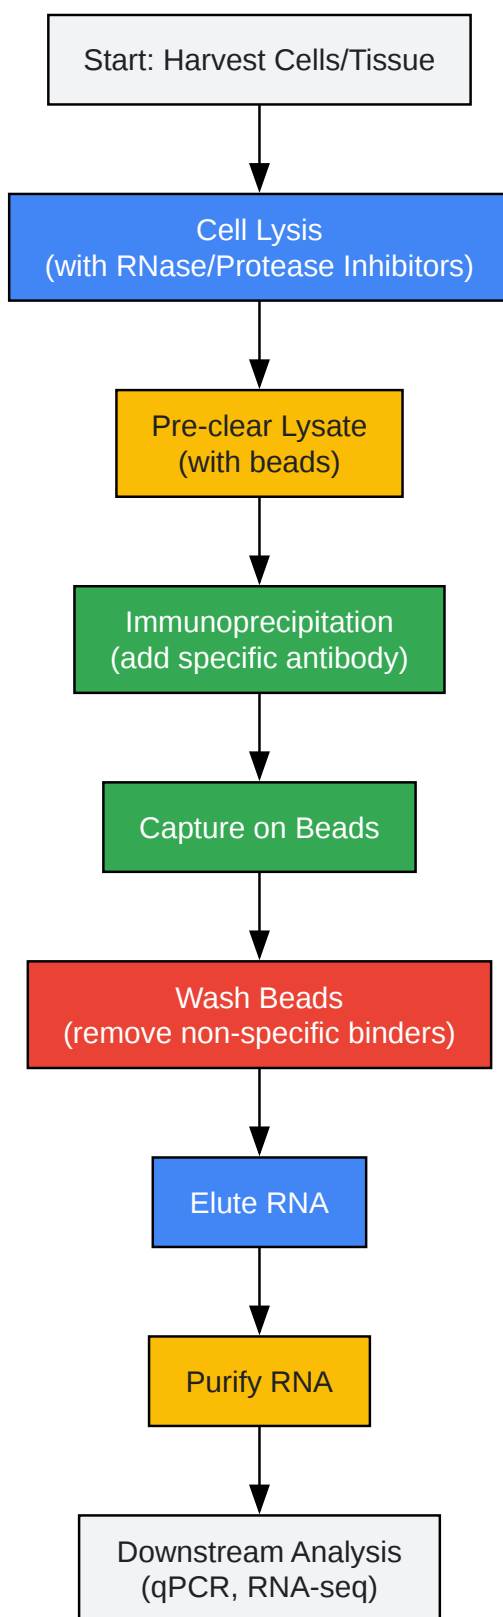 Start: Harvest Cells/Tissue
Cell Lysis
(with RNase/Protease Inhibitors)
Pre-clear Lysate
(with beads)
Immunoprecipitation
(add specific antibody)
Capture on Beads
Wash Beads
(remove non-specific binders)
Elute RNA
Purify RNA
Downstream Analysis
(qPCR, RNA-seq)